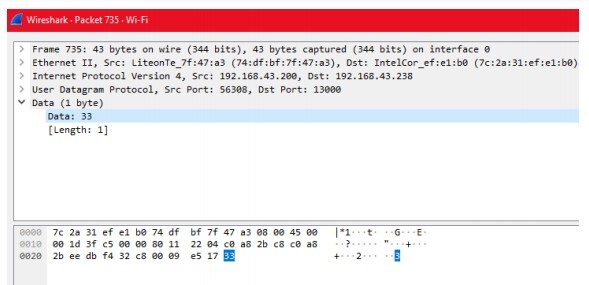 Wireshark · Packet 735 · Wi-Fi
> Frame 735: 43 bytes on wire (344 bits), 43 bytes captured (344 bits) on interface 0
> Ethernet II, Src: LiteonTe_7f:47:a3 (74:df:bf:7f:47:a3), Dst: IntelCor_ef:e1:b0 (7c:2a:31:ef:e1:b0)
> Internet Protocol Version 4, Src: 192.168.43.200, Dst: 192.168.43.238
> User Datagram Protocol, Src Port: 56308, Dst Port: 13000
∨ Data (1 byte)
Data: 33
[Length: 1]
0000 7c 2a 31 ef e1 b0 74 df bf 7f 47 a3 08 00 45 00 |*1···t· ··G···E·
0010 00 1d 3f c5 00 00 80 11 22 04 c0 a8 2b c8 c0 a8 ··?····· "···+···
0020 2b ee db f4 32 c8 00 09 e5 17 33 +···2··· ··3